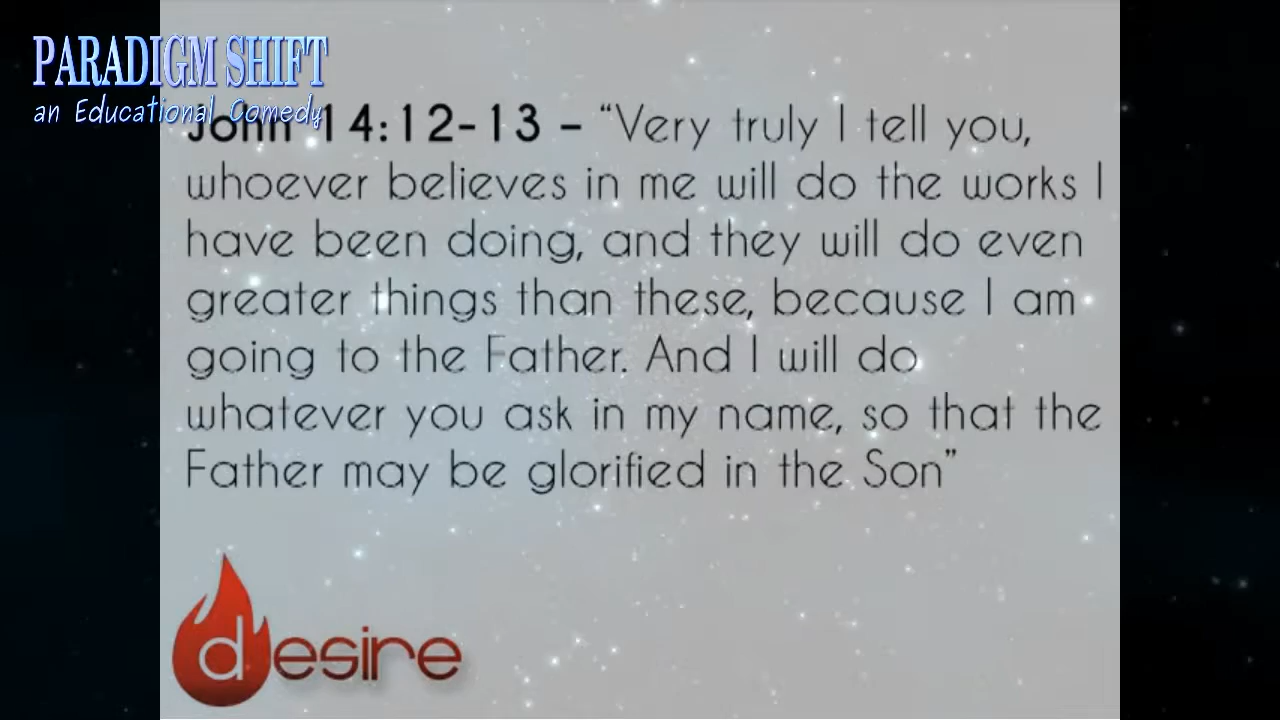 PARADIGM SHIFT
an Educational Comedy
John 14:12-13 – “Very truly I tell you,
whoever believes in me will do the works I
have been doing, and they will do even
greater things than these, because I am
going to the Father. And I will do
whatever you ask in my name, so that the
Father may be glorified in the Son”
desire